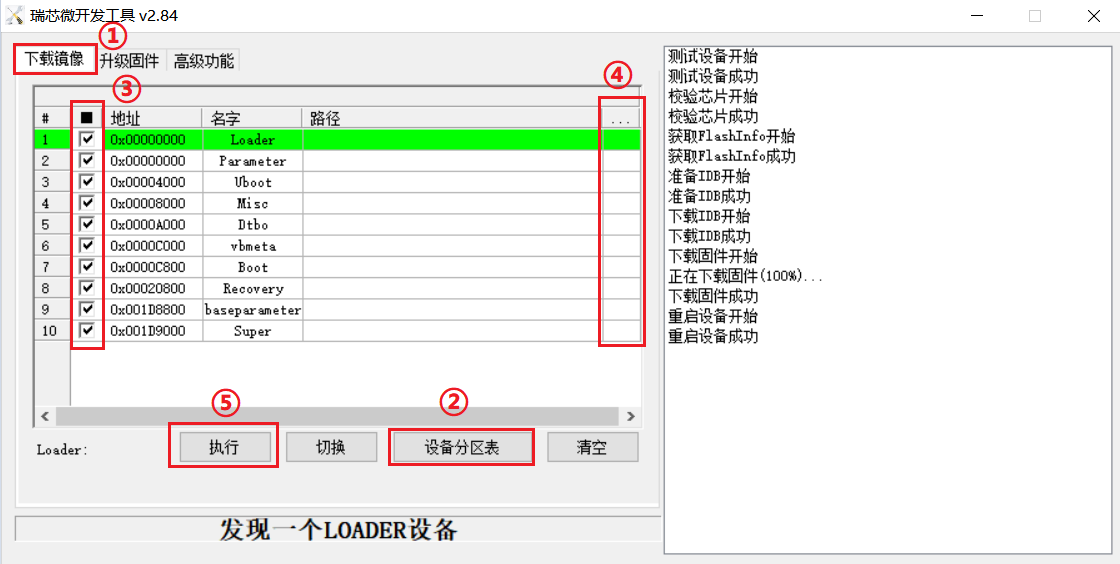 瑞芯微开发工具 v2.84
①
下载镜像 升级固件 高级功能
③ ④
# ■ 地址 名字 路径 ...
1 0x00000000 Loader
2 0x00000000 Parameter
3 0x00004000 Uboot
4 0x00008000 Misc
5 0x0000A000 Dtbo
6 0x0000C000 vbmeta
7 0x0000C800 Boot
8 0x00020800 Recovery
9 0x001D8800 baseparameter
10 0x001D9000 Super
⑤ ②
Loader: 执行 切换 设备分区表 清空
发现一个LOADER设备
测试设备开始
测试设备成功
校验芯片开始
校验芯片成功
获取FlashInfo开始
获取FlashInfo成功
准备IDB开始
准备IDB成功
下载IDB开始
下载IDB成功
下载固件开始
正在下载固件(100%)...
下载固件成功
重启设备开始
重启设备成功